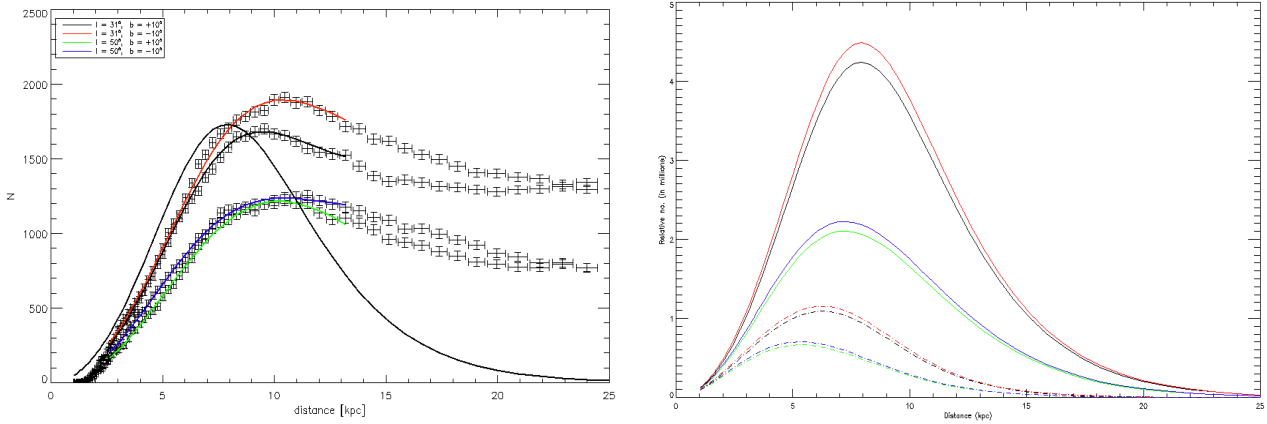 2500
2000
1500
1000
500
0
N
l = 31°, b = +10°
l = 31°, b = −10°
l = 50°, b = +10°
l = 50°, b = −10°
0 5 10 15 20 25
distance [kpc]
5
4
3
2
1
0
Relative no. (in millions)
0 5 10 15 20 25
Distance (kpc)